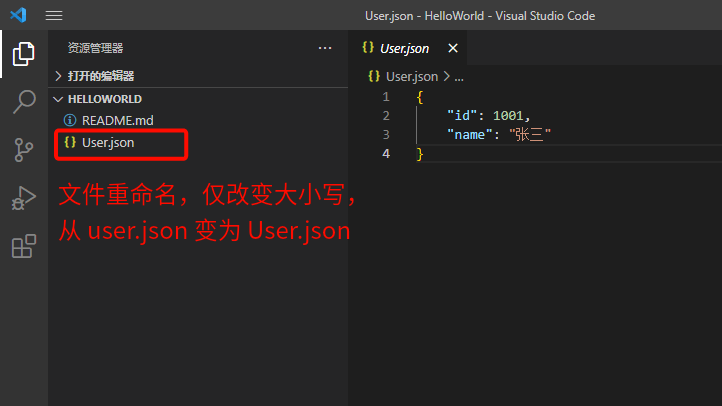 User.json - HelloWorld - Visual Studio Code
资源管理器
···
User.json
打开的编辑器
User.json > ...
HELLOWORLD
README.md
User.json
1 {
2 "id": 1001,
3 "name": "张三"
4 }
文件重命名，仅改变大小写，
从 user.json 变为 User.json